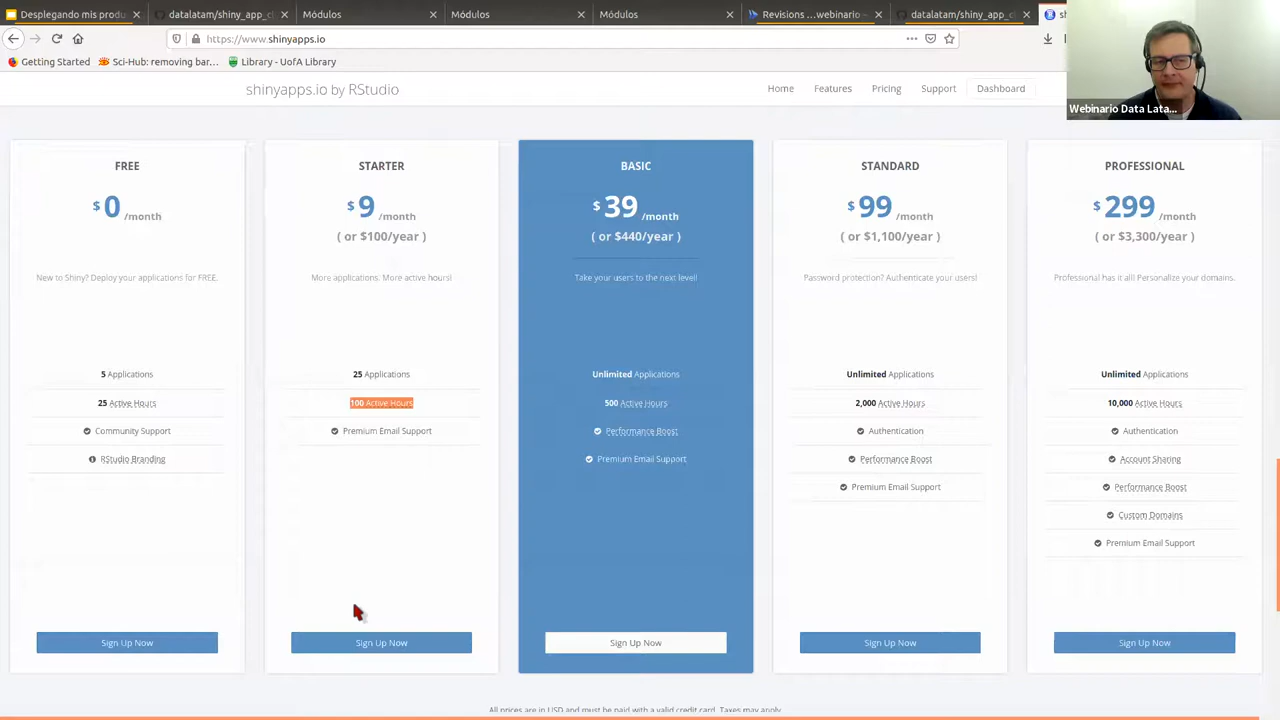 Desplegando mis produ
datalatam/shiny_app_cl
Módulos
Módulos
Módulos
Revisions ...webinario
datalatam/shiny_app_cl
sh
https://www.shinyapps.io
Getting Started
Sci-Hub: removing bar...
Library - UofA Library
shinyapps.io by RStudio
Home
Features
Pricing
Support
Dashboard
Webinario Data Lata...
FREE
$ 0 /month
New to Shiny? Deploy your applications for FREE.
5 Applications
25 Active Hours
Community Support
RStudio Branding
Sign Up Now
STARTER
$ 9 /month
( or $100/year )
More applications. More active hours!
25 Applications
100 Active Hours
Premium Email Support
Sign Up Now
BASIC
$ 39 /month
( or $440/year )
Take your users to the next level!
Unlimited Applications
500 Active Hours
Performance Boost
Premium Email Support
Sign Up Now
STANDARD
$ 99 /month
( or $1,100/year )
Password protection? Authenticate your users!
Unlimited Applications
2,000 Active Hours
Authentication
Performance Boost
Premium Email Support
Sign Up Now
PROFESSIONAL
$ 299 /month
( or $3,300/year )
Professional has it all! Personalize your domains.
Unlimited Applications
10,000 Active Hours
Authentication
Account Sharing
Performance Boost
Custom Domains
Premium Email Support
Sign Up Now
All prices are in USD and must be paid with a valid credit card. Taxes may apply.